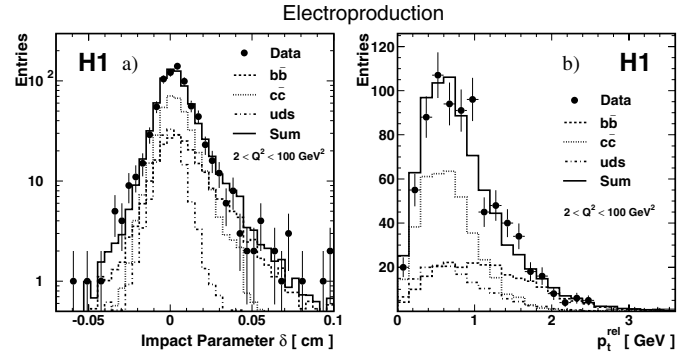 Electroproduction
Entries
H1 a)
Data
bb̄
cc̄
uds
Sum
2 < Q² < 100 GeV²
10²
10
1
-0.05 0 0.05 0.1
Impact Parameter δ [ cm ]
Entries
b) H1
Data
bb̄
cc̄
uds
Sum
2 < Q² < 100 GeV²
120
100
80
60
40
20
0
0 1 2 3
p_t^rel [ GeV ]